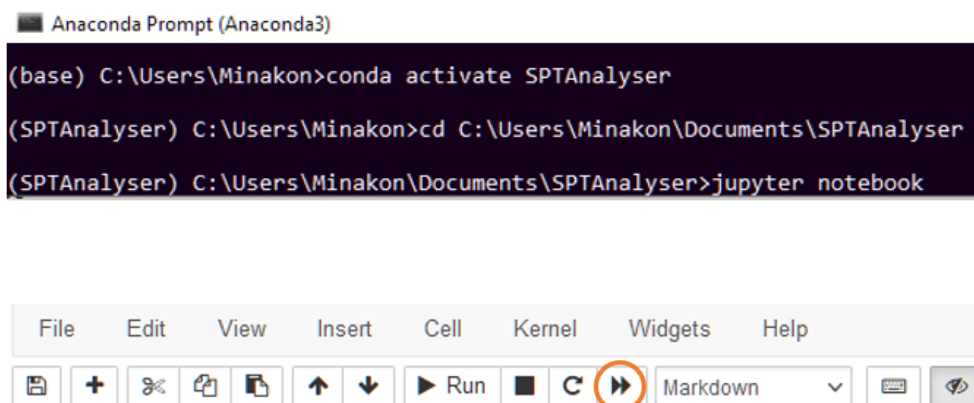 Anaconda Prompt (Anaconda3)
(base) C:\Users\Minakon>conda activate SPTAnalyser
(SPTAnalyser) C:\Users\Minakon>cd C:\Users\Minakon\Documents\SPTAnalyser
(SPTAnalyser) C:\Users\Minakon\Documents\SPTAnalyser>jupyter notebook
File Edit View Insert Cell Kernel Widgets Help
Run Markdown